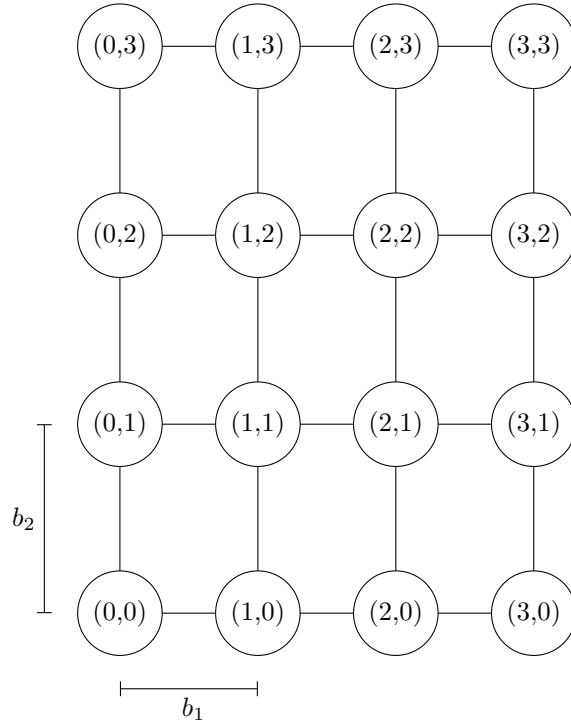 (0,3) (1,3) (2,3) (3,3)
(0,2) (1,2) (2,2) (3,2)
(0,1) (1,1) (2,1) (3,1)
b₂
(0,0) (1,0) (2,0) (3,0)
b₁